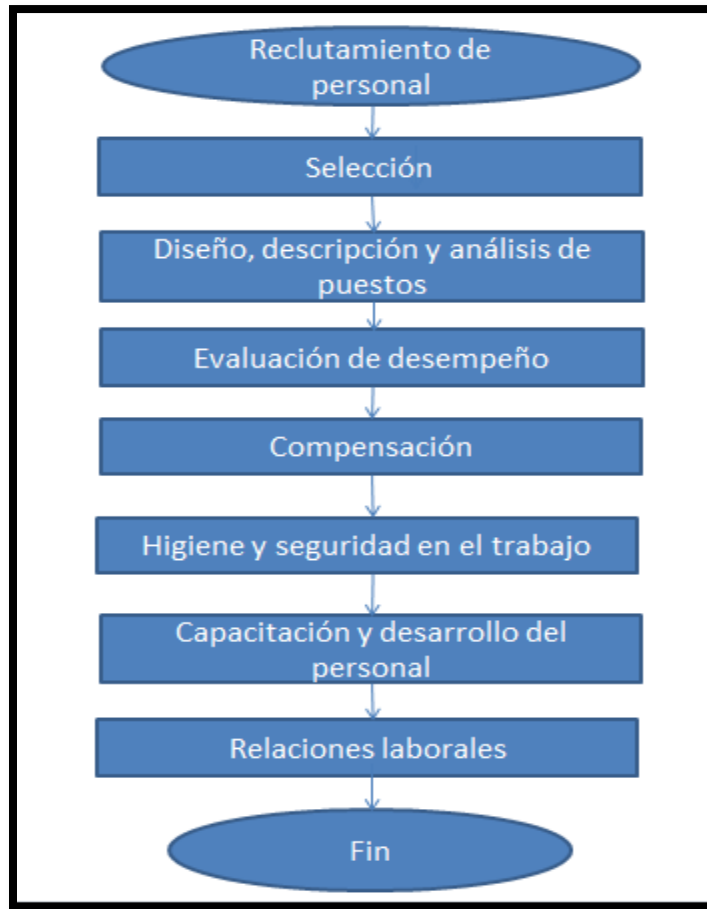 Reclutamiento de
personal
Selección
Diseño, descripción y análisis de
puestos
Evaluación de desempeño
Compensación
Higiene y seguridad en el trabajo
Capacitación y desarrollo del
personal
Relaciones laborales
Fin